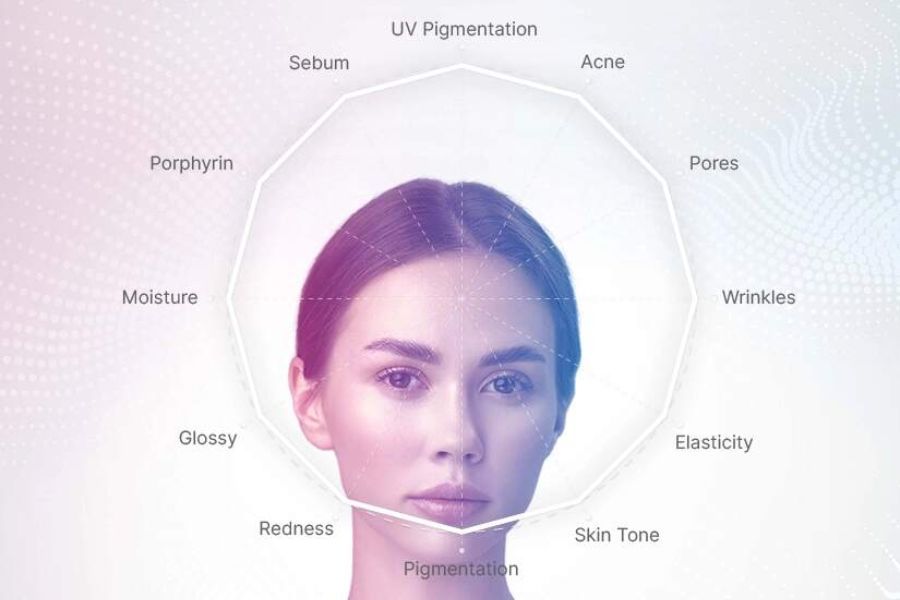 UV Pigmentation
Sebum
Acne
Porphyrin
Pores
Moisture
Wrinkles
Glossy
Elasticity
Redness
Skin Tone
Pigmentation